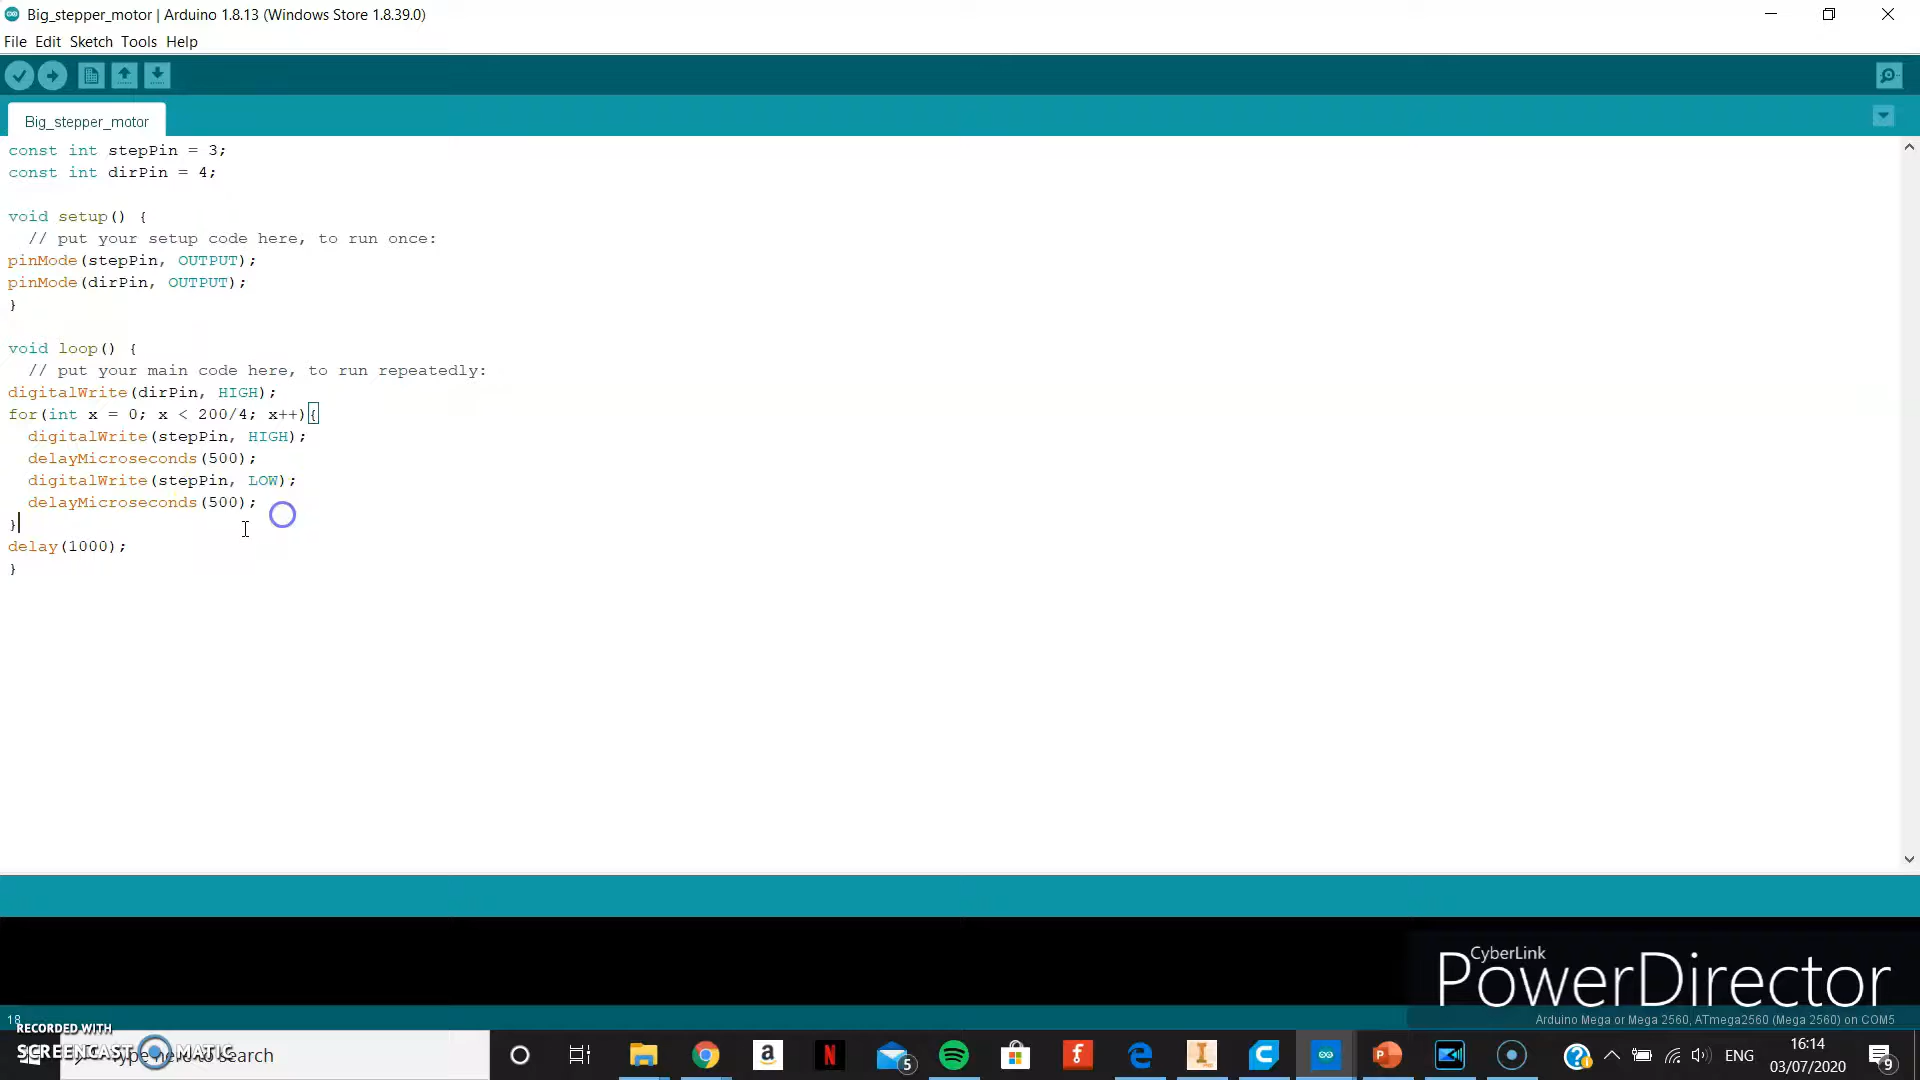 Big_stepper_motor | Arduino 1.8.13 (Windows Store 1.8.39.0)
File Edit Sketch Tools Help
Big_stepper_motor
const int stepPin = 3;
const int dirPin = 4;
void setup() {
// put your setup code here, to run once:
pinMode(stepPin, OUTPUT);
pinMode(dirPin, OUTPUT);
}
void loop() {
// put your main code here, to run repeatedly:
digitalWrite(dirPin, HIGH);
for(int x = 0; x < 200/4; x++){
digitalWrite(stepPin, HIGH);
delayMicroseconds(500);
digitalWrite(stepPin, LOW);
delayMicroseconds(500);
}
delay(1000);
}
CyberLink
PowerDirector
18
Arduino Mega or Mega 2560, ATmega2560 (Mega 2560) on COM5
RECORDED WITH
SCREENCAST MATIC
Type here to search
5
ENG
16:14
03/07/2020
9